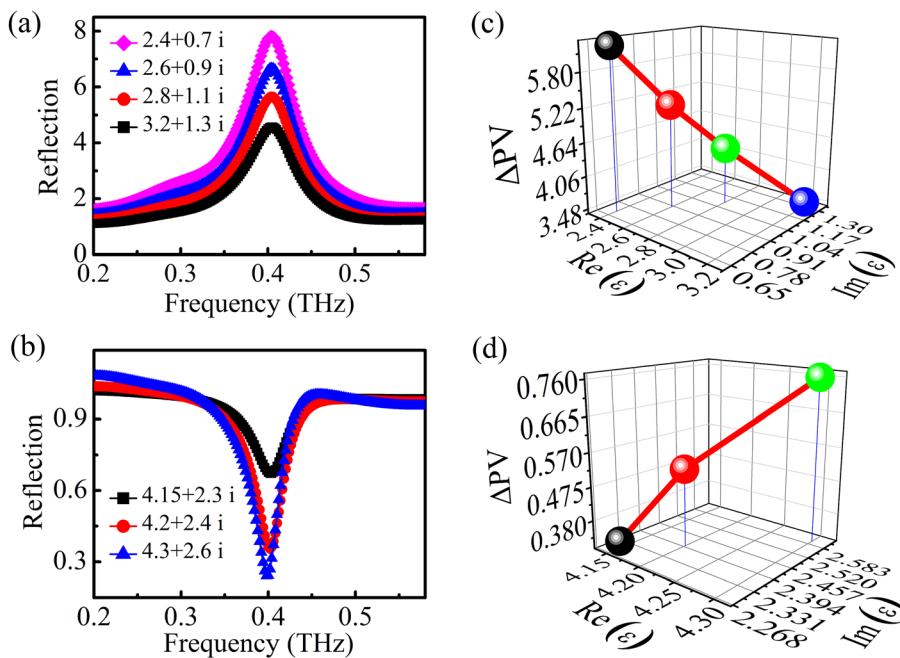 (a)
8
6
4
2
0
Reflection
2.4+0.7 i
2.6+0.9 i
2.8+1.1 i
3.2+1.3 i
0.2 0.3 0.4 0.5
Frequency (THz)
(c)
5.80
5.22
4.64
4.06
3.48
ΔPV
2.4
2.6
2.8
3.0
3.2
Re(ε)
1.30
1.17
1.04
0.91
0.78
0.65
Im(ε)
(b)
0.9
0.6
0.3
Reflection
4.15+2.3 i
4.2+2.4 i
4.3+2.6 i
0.2 0.3 0.4 0.5
Frequency (THz)
(d)
0.760
0.665
0.570
0.475
0.380
ΔPV
4.15
4.20
4.25
4.30
Re(ε)
2.583
2.520
2.457
2.394
2.331
2.268
Im(ε)